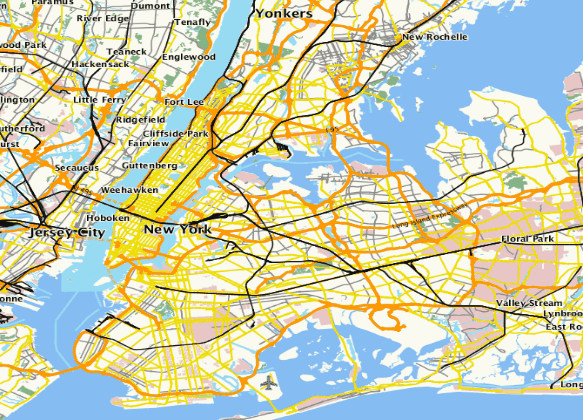 Paramus
Dumont
River Edge
Tenafly
Yonkers
wood Park
Teaneck
Hackensack
Englewood
New Rochelle
field
lington
Little Ferry
Fort Lee
Ridgefield
utherford
Cliffside Park
I 95
urst
Fairview
Secaucus
Guttenberg
Weehawken
Hoboken
Jersey City
New York
Long Island Expressway
Floral Park
onne
Valley Stream
Lynbroo
East Ro
Long